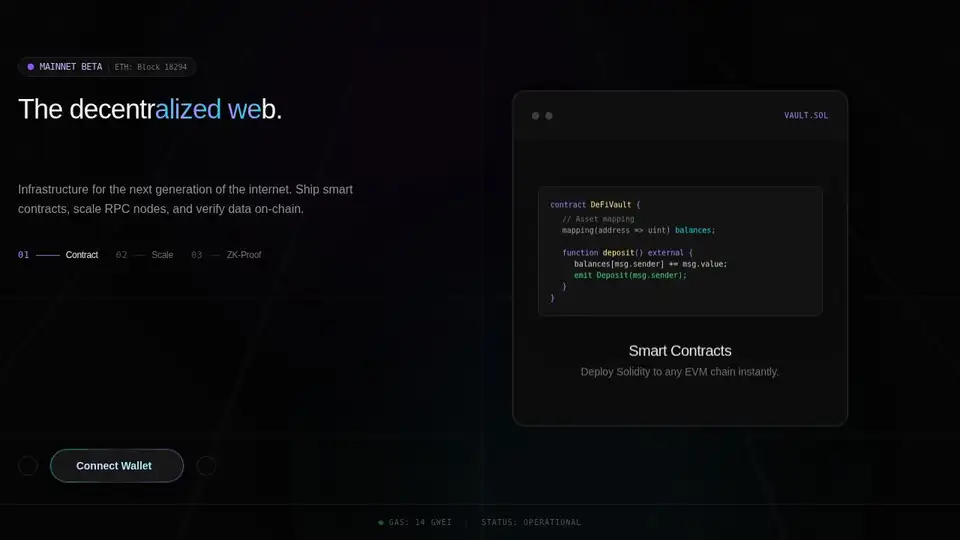 MAINNET BETA | ETH: Block 18294
The decentralized web.
Infrastructure for the next generation of the internet. Ship smart
contracts, scale RPC nodes, and verify data on-chain.
01 Contract 02 Scale 03 ZK-Proof
Connect Wallet
VAULT.SOL
contract DeFiVault {
// Asset mapping
mapping(address => uint) balances;
function deposit() external {
balances[msg.sender] += msg.value;
emit Deposit(msg.sender);
}
}
Smart Contracts
Deploy Solidity to any EVM chain instantly.
GAS: 14 GWEI | STATUS: OPERATIONAL